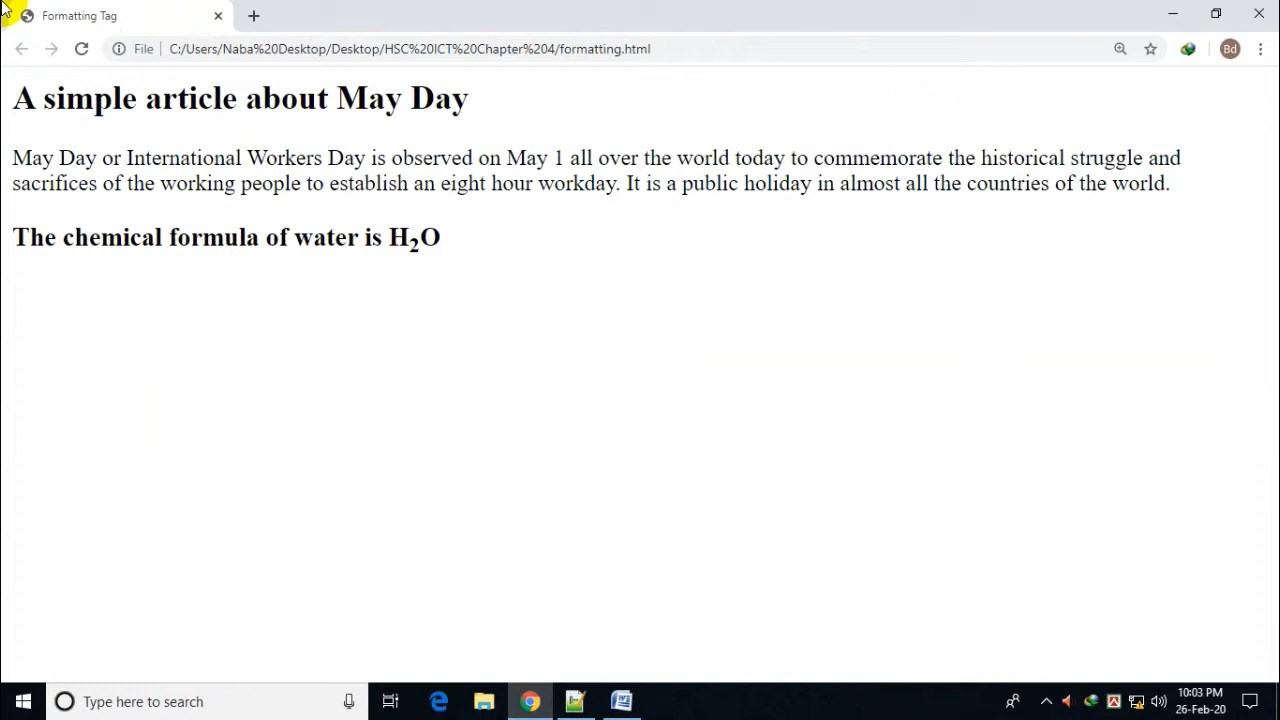 Formatting Tag
File
C:/Users/Naba%20Desktop/Desktop/HSC%20ICT%20Chapter%204/formatting.html
Bd
A simple article about May Day
May Day or International Workers Day is observed on May 1 all over the world today to commemorate the historical struggle and
sacrifices of the working people to establish an eight hour workday. It is a public holiday in almost all the countries of the world.
The chemical formula of water is H₂O
Type here to search
10:03 PM
26-Feb-20